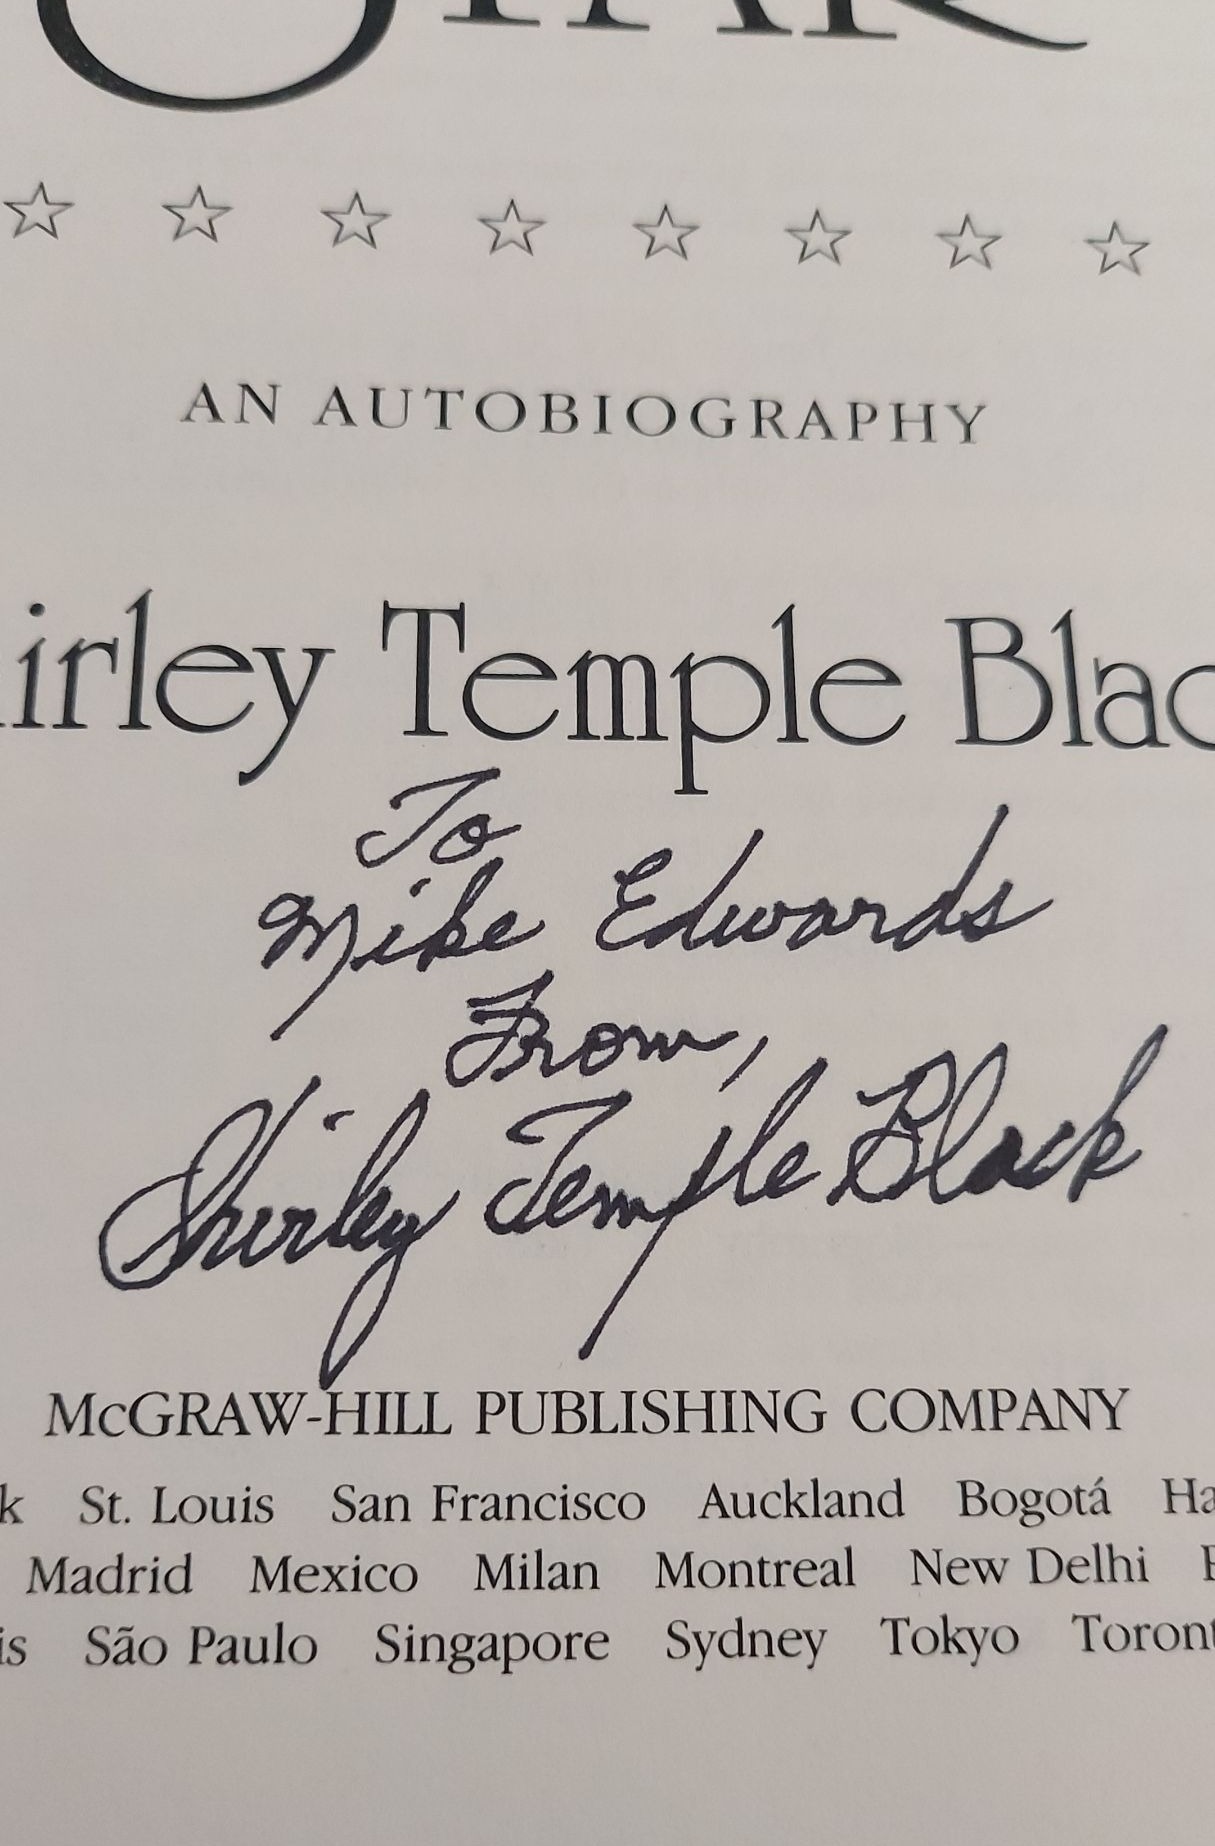 STAR
☆ ☆ ☆ ☆ ☆ ☆ ☆ ☆
AN AUTOBIOGRAPHY
irley Temple Blac
To
Mike Edwards
From,
Shirley Temple Black
McGRAW-HILL PUBLISHING COMPANY
k St. Louis San Francisco Auckland Bogotá Ha
Madrid Mexico Milan Montreal New Delhi
is São Paulo Singapore Sydney Tokyo Toront